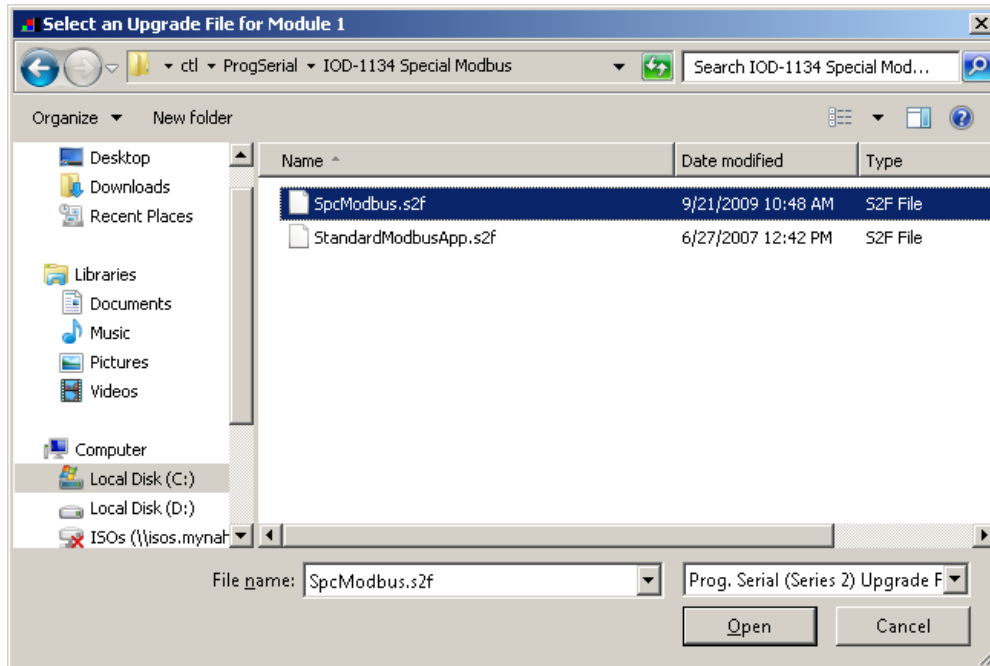 Select an Upgrade File for Module 1
ctl ProgSerial IOD-1134 Special Modbus Search IOD-1134 Special Mod...
Organize New folder
Desktop
Downloads
Recent Places
Libraries
Documents
Music
Pictures
Videos
Computer
Local Disk (C:)
Local Disk (D:)
ISOs (\\isos.mynah
Name Date modified Type
SpcModbus.s2f 9/21/2009 10:48 AM S2F File
StandardModbusApp.s2f 6/27/2007 12:42 PM S2F File
File name: SpcModbus.s2f Prog. Serial (Series 2) Upgrade F
Open Cancel